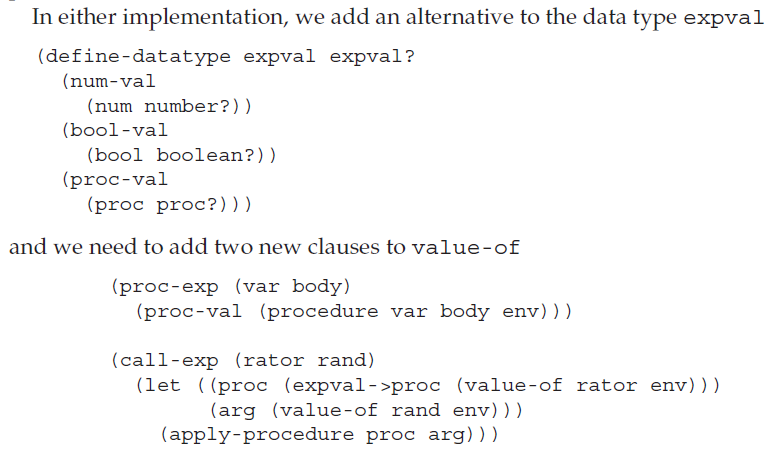 In either implementation, we add an alternative to the data type expval
(define-datatype expval expval?
  (num-val
    (num number?))
  (bool-val
    (bool boolean?))
  (proc-val
    (proc proc?)))
and we need to add two new clauses to value-of
(proc-exp (var body)
  (proc-val (procedure var body env)))
(call-exp (rator rand)
  (let ((proc (expval->proc (value-of rator env)))
        (arg (value-of rand env)))
    (apply-procedure proc arg)))